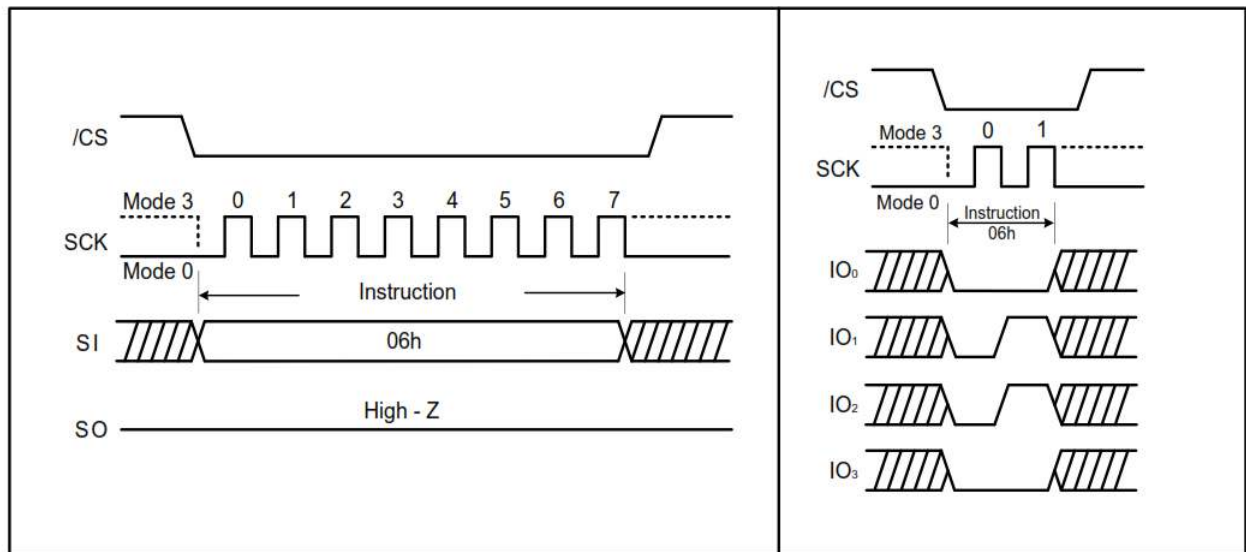 /CS
Mode 3 0 1 2 3 4 5 6 7
SCK
Mode 0
Instruction
SI 06h
High - Z
SO
/CS
Mode 3 0 1
SCK
Mode 0
Instruction
06h
IO₀
IO₁
IO₂
IO₃